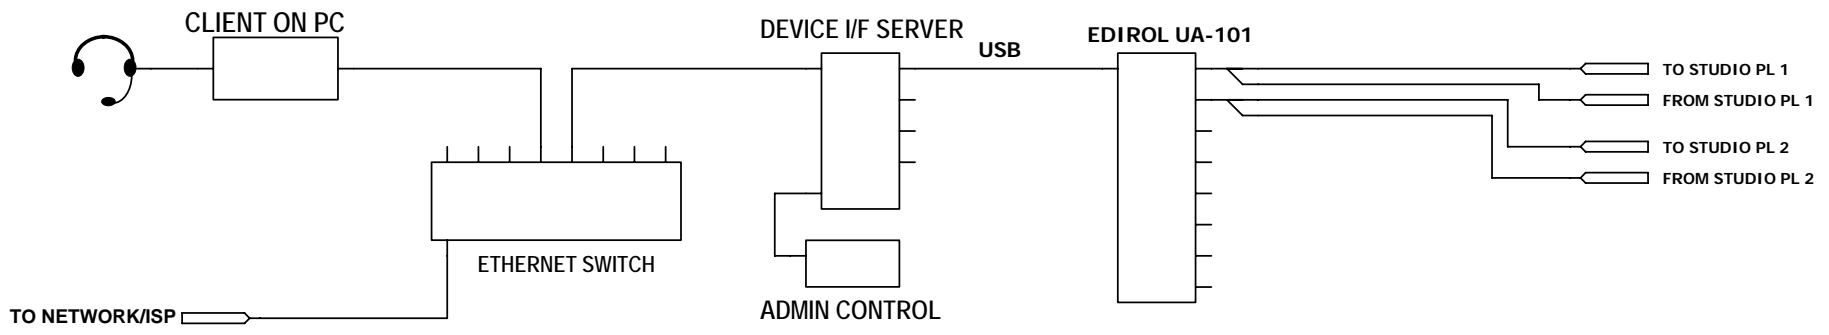 CLIENT ON PC
DEVICE I/F SERVER
USB
EDIROL UA-101
TO STUDIO PL 1
FROM STUDIO PL 1
TO STUDIO PL 2
FROM STUDIO PL 2
ETHERNET SWITCH
ADMIN CONTROL
TO NETWORK/ISP